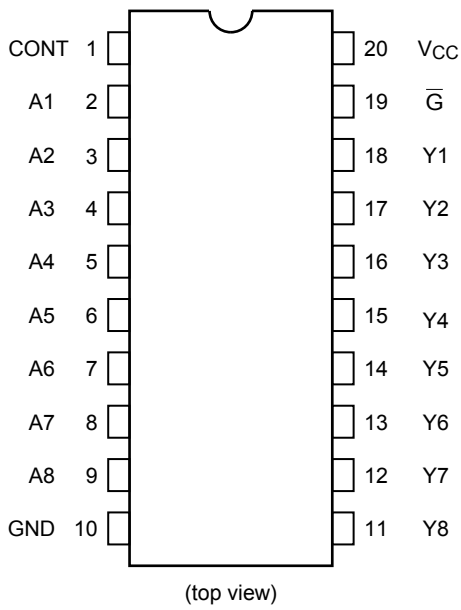 CONT 1 20 VCC
A1 2 19 G̅
A2 3 18 Y1
A3 4 17 Y2
A4 5 16 Y3
A5 6 15 Y4
A6 7 14 Y5
A7 8 13 Y6
A8 9 12 Y7
GND 10 11 Y8
(top view)